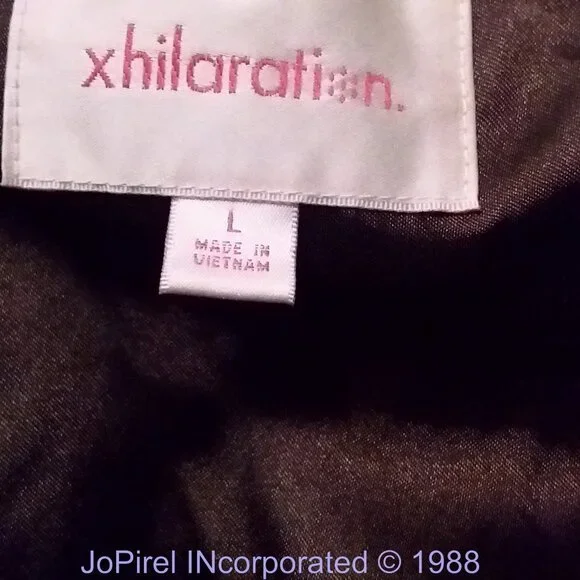 xhilaration.
L
MADE IN
VIETNAM
JoPirel INcorporated © 1988